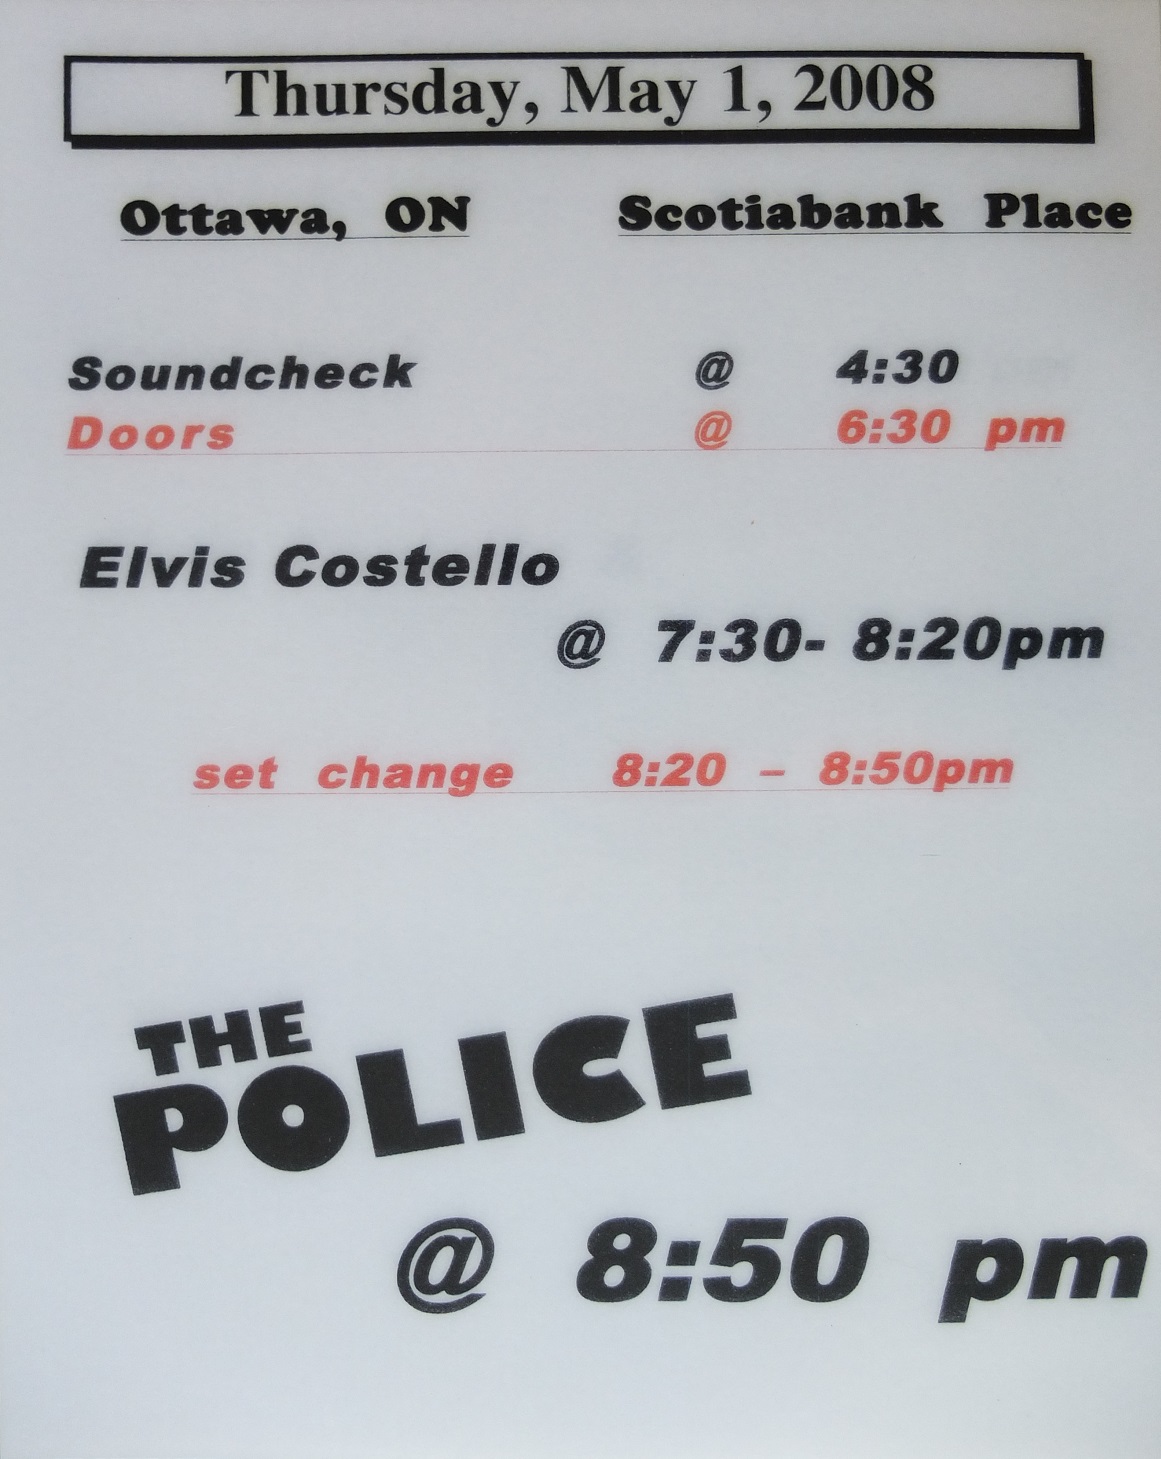 Thursday, May 1, 2008
Ottawa, ON Scotiabank Place
Soundcheck @ 4:30
Doors @ 6:30 pm
Elvis Costello
@ 7:30- 8:20pm
set change 8:20 – 8:50pm
THE
POLICE
@ 8:50 pm